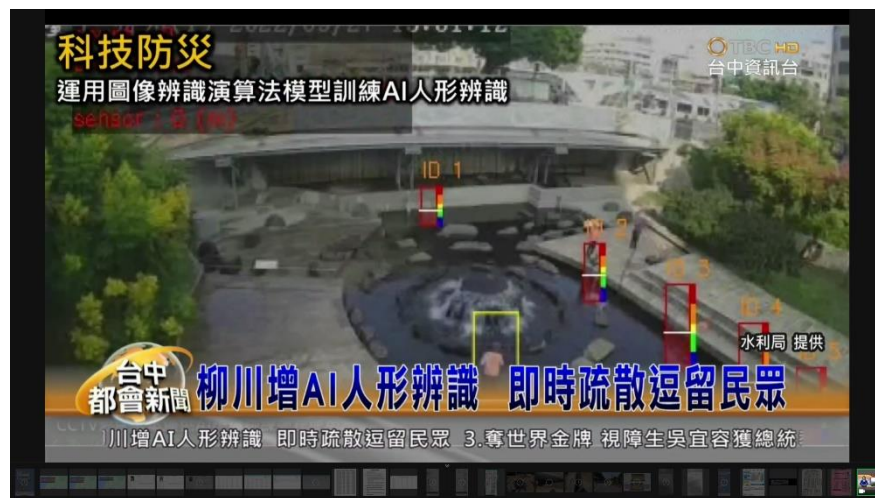 科技防災
運用圖像辨識演算法模型訓練AI人形辨識
TBC HD
台中資訊台
ID 1
ID 3
ID 4
水利局 提供
台中
都會新聞
柳川增AI人形辨識 即時疏散逗留民眾
川增AI人形辨識 即時疏散逗留民眾 3.奪世界金牌 視障生吳宜容獲總統